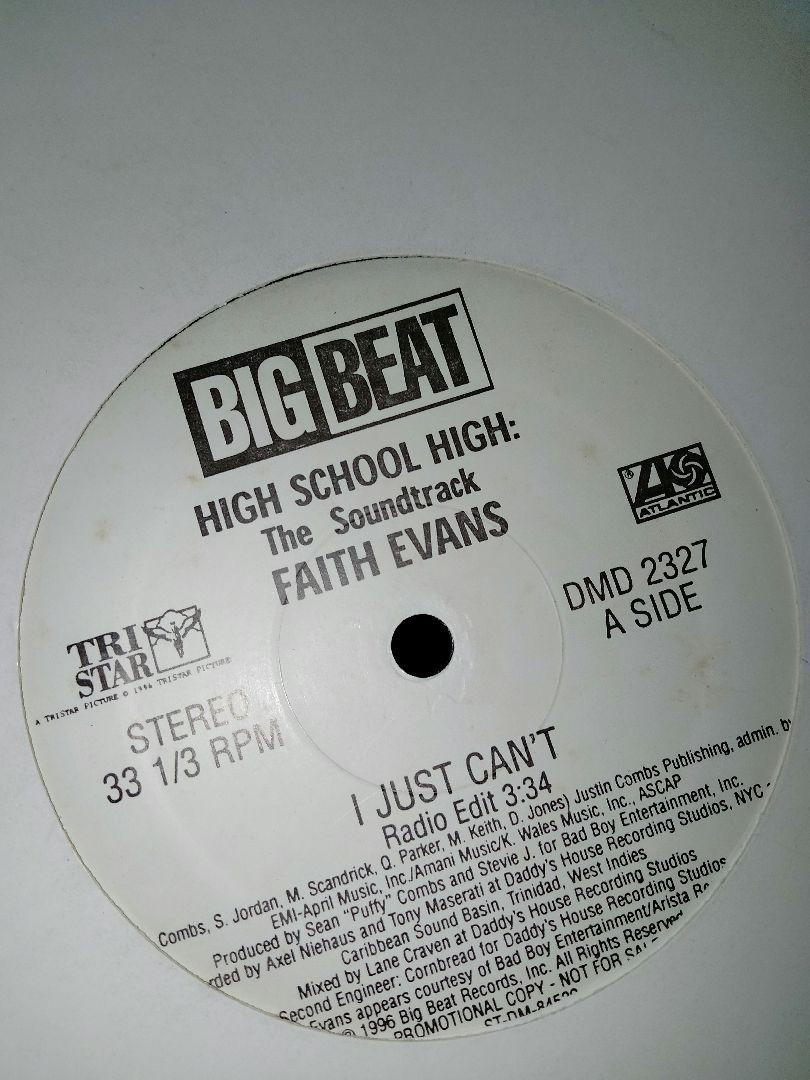 BIG BEAT
HIGH SCHOOL HIGH:
The Soundtrack
FAITH EVANS
ATLANTIC
DMD 2327
A SIDE
TRI
STAR
A TRISTAR PICTURE © 1996 TRISTAR PICTURE
STEREO
33 1/3 RPM
I JUST CAN'T
Radio Edit 3:34
Combs, S. Jordan, M. Scandrick, Q. Parker, M. Keith, D. Jones) Justin Combs Publishing, admin. by
EMI-April Music, Inc./Amani Music/K. Wales Music, Inc., ASCAP
Produced by Sean "Puffy" Combs and Stevie J. for Bad Boy Entertainment, Inc.
rded by Axel Niehaus and Tony Maserati at Daddy's House Recording Studios, NYC -
Caribbean Sound Basin, Trinidad, West Indies
Mixed by Lane Craven at Daddy's House Recording Studios
Second Engineer: Cornbread for Daddy's House Recording Studios
Evans appears courtesy of Bad Boy Entertainment/Arista
© 1996 Big Beat Records, Inc. All Rights Reserved
PROMOTIONAL COPY - NOT FOR SALE